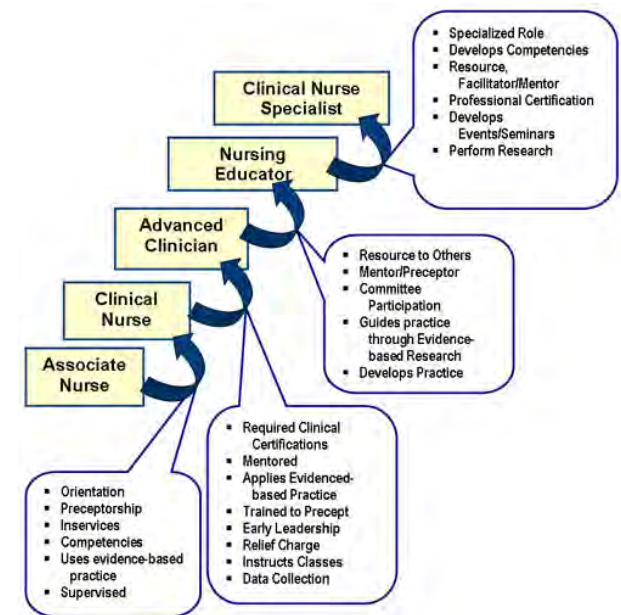 Clinical Nurse
Specialist
Nursing
Educator
Advanced
Clinician
Clinical
Nurse
Associate
Nurse
▪ Specialized Role
▪ Develops Competencies
▪ Resource,
Facilitator/Mentor
▪ Professional Certification
▪ Develops
Events/Seminars
▪ Perform Research
▪ Resource to Others
▪ Mentor/Preceptor
▪ Committee
Participation
▪ Guides practice
through Evidence-
based Research
▪ Develops Practice
▪ Required Clinical
Certifications
▪ Mentored
▪ Applies Evidenced-
based Practice
▪ Trained to Precept
▪ Early Leadership
▪ Relief Charge
▪ Instructs Classes
▪ Data Collection
▪ Orientation
▪ Preceptorship
▪ Inservices
▪ Competencies
▪ Uses evidence-based
practice
▪ Supervised